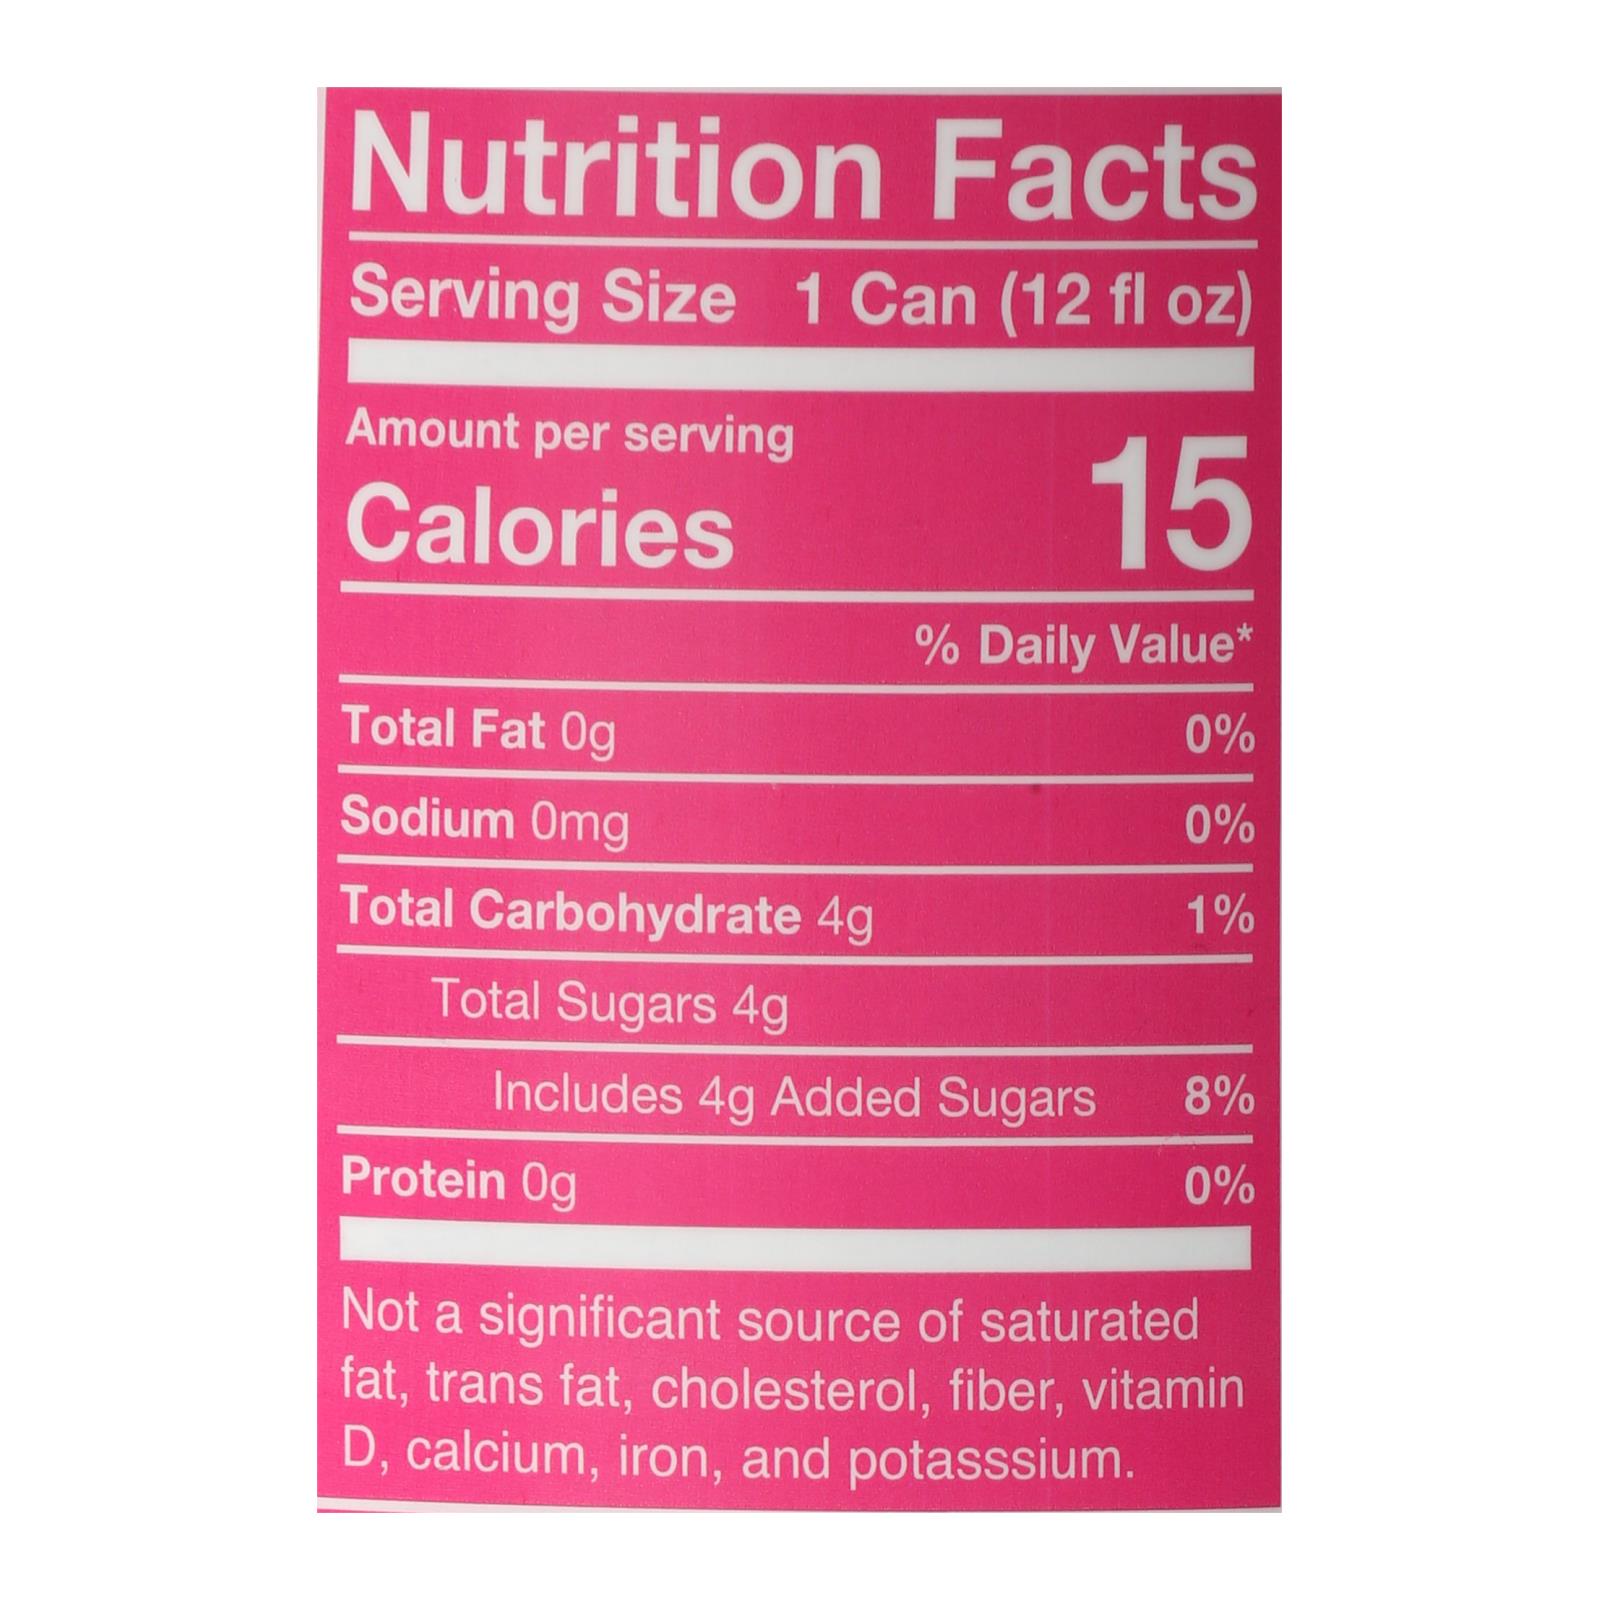 Nutrition Facts
Serving Size 1 Can (12 fl oz)
Amount per serving
Calories 15
% Daily Value*
Total Fat 0g 0%
Sodium 0mg 0%
Total Carbohydrate 4g 1%
Total Sugars 4g
Includes 4g Added Sugars 8%
Protein 0g 0%
Not a significant source of saturated
fat, trans fat, cholesterol, fiber, vitamin
D, calcium, iron, and potasssium.